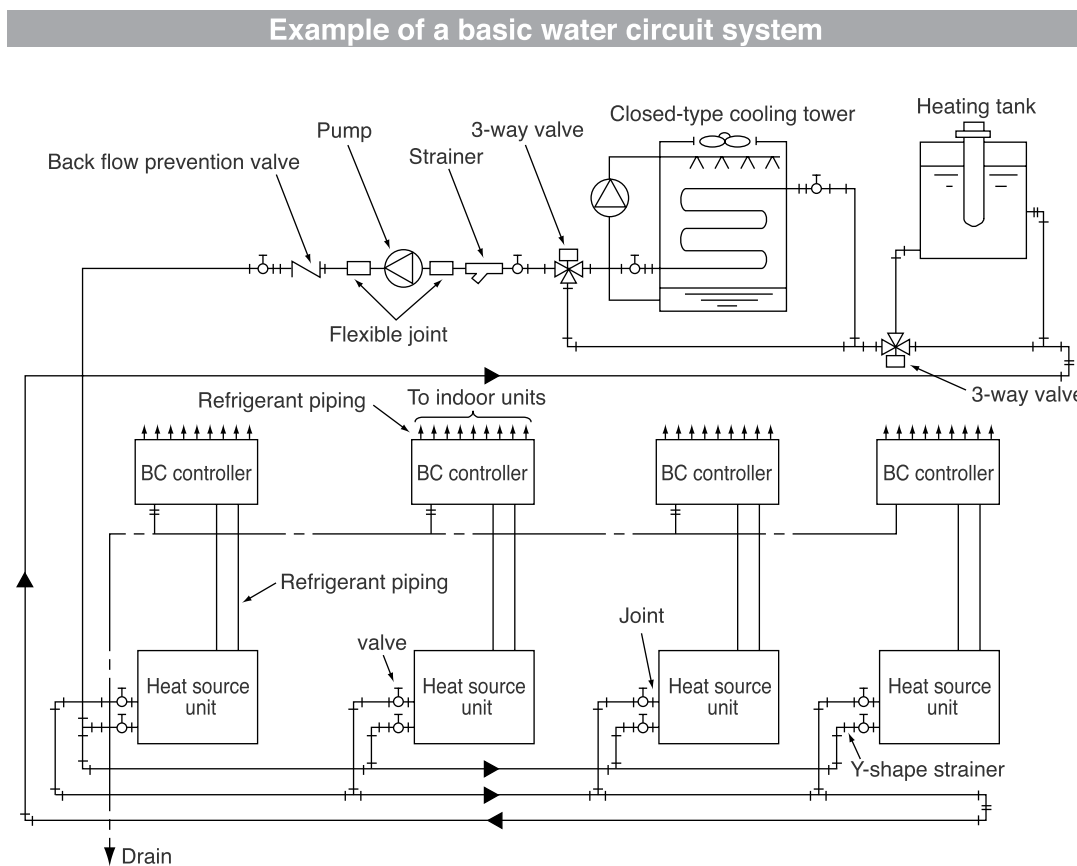 Example of a basic water circuit system
Closed-type cooling tower
Heating tank
Pump
3-way valve
Strainer
Back flow prevention valve
Flexible joint
3-way valve
Refrigerant piping
To indoor units
BC controller
BC controller
BC controller
BC controller
Refrigerant piping
Joint
valve
Heat source
unit
Heat source
unit
Heat source
unit
Heat source
unit
Y-shape strainer
Drain